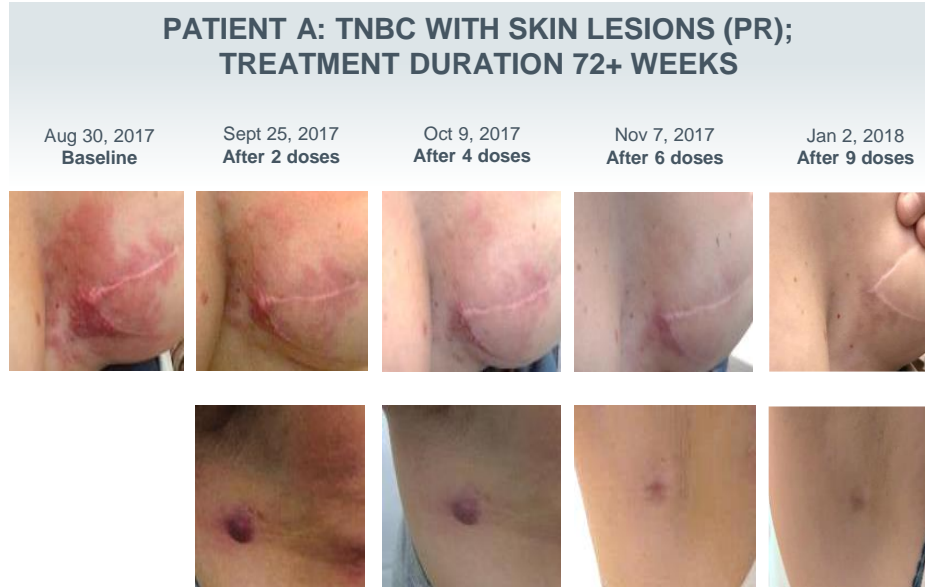 PATIENT A: TNBC WITH SKIN LESIONS (PR);
TREATMENT DURATION 72+ WEEKS
Aug 30, 2017
Baseline
Sept 25, 2017
After 2 doses
Oct 9, 2017
After 4 doses
Nov 7, 2017
After 6 doses
Jan 2, 2018
After 9 doses